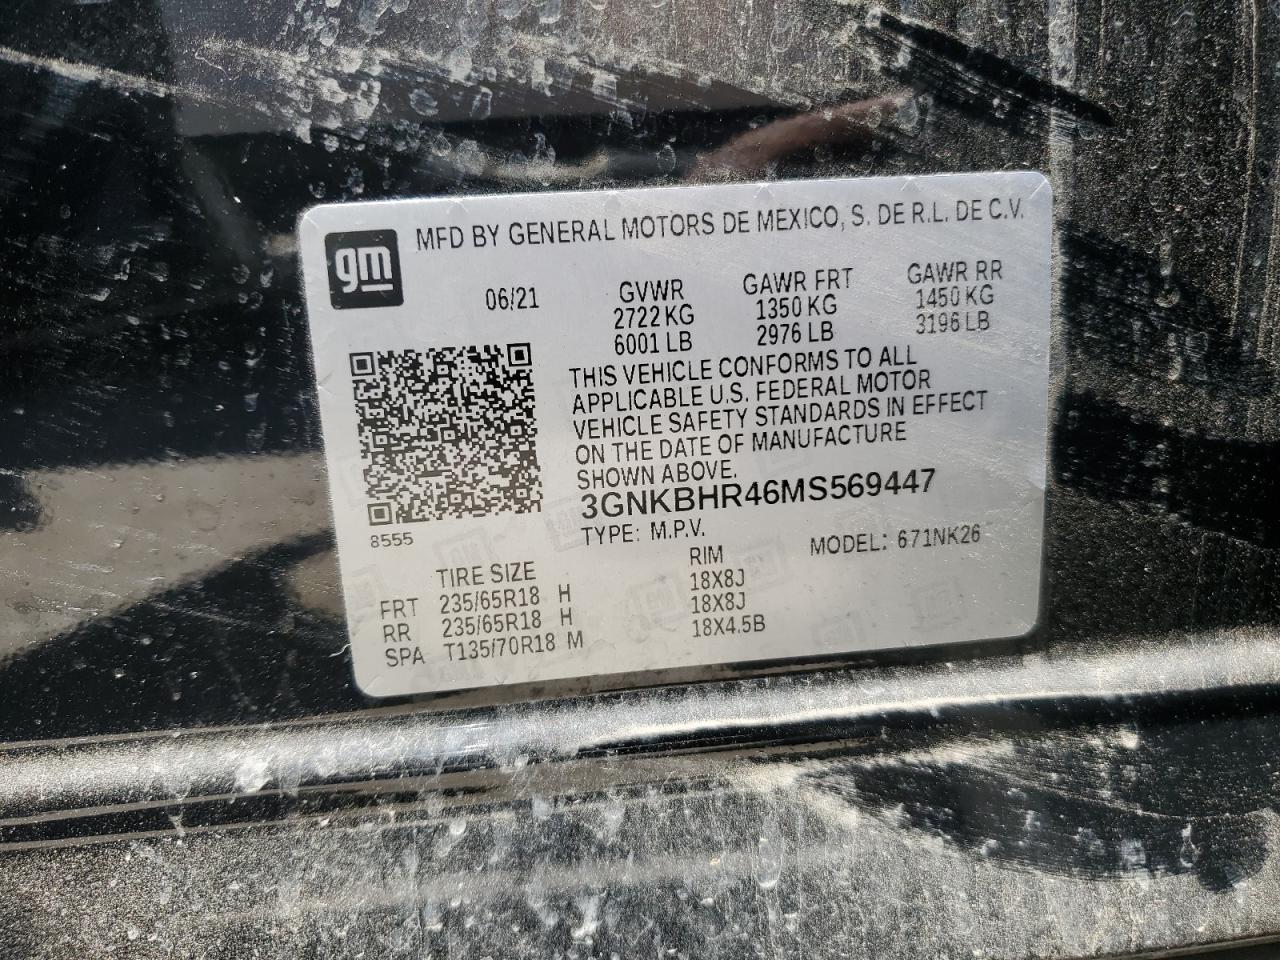 gm
MFD BY GENERAL MOTORS DE MEXICO, S. DE R.L. DE C.V.
06/21
GVWR
2722 KG
6001 LB
GAWR FRT
1350 KG
2976 LB
GAWR RR
1450 KG
3196 LB
THIS VEHICLE CONFORMS TO ALL
APPLICABLE U.S. FEDERAL MOTOR
VEHICLE SAFETY STANDARDS IN EFFECT
ON THE DATE OF MANUFACTURE
SHOWN ABOVE.
3GNKBHR46MS569447
8555
TYPE: M.P.V.
MODEL: 671NK26
TIRE SIZE RIM
FRT 235/65R18 H 18X8J
RR 235/65R18 H 18X8J
SPA T135/70R18 M 18X4.5B